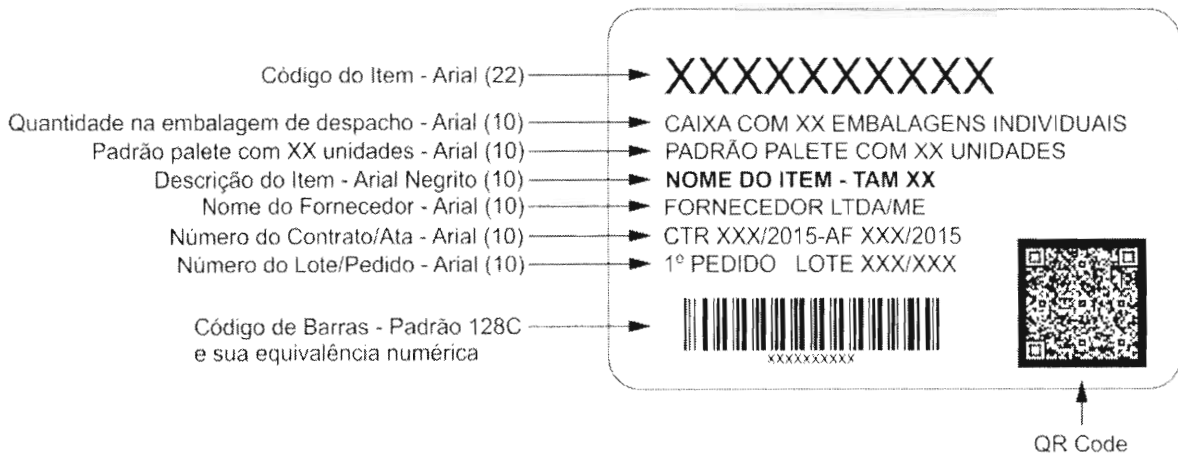 Código do Item - Arial (22)
XXXXXXXXXX
Quantidade na embalagem de despacho - Arial (10)
CAIXA COM XX EMBALAGENS INDIVIDUAIS
Padrão palete com XX unidades - Arial (10)
PADRÃO PALETE COM XX UNIDADES
Descrição do Item - Arial Negrito (10)
NOME DO ITEM - TAM XX
Nome do Fornecedor - Arial (10)
FORNECEDOR LTDA/ME
Número do Contrato/Ata - Arial (10)
CTR XXX/2015-AF XXX/2015
Número do Lote/Pedido - Arial (10)
1º PEDIDO LOTE XXX/XXX
Código de Barras - Padrão 128C
e sua equivalência numérica
XXXXXXXXXX
QR Code